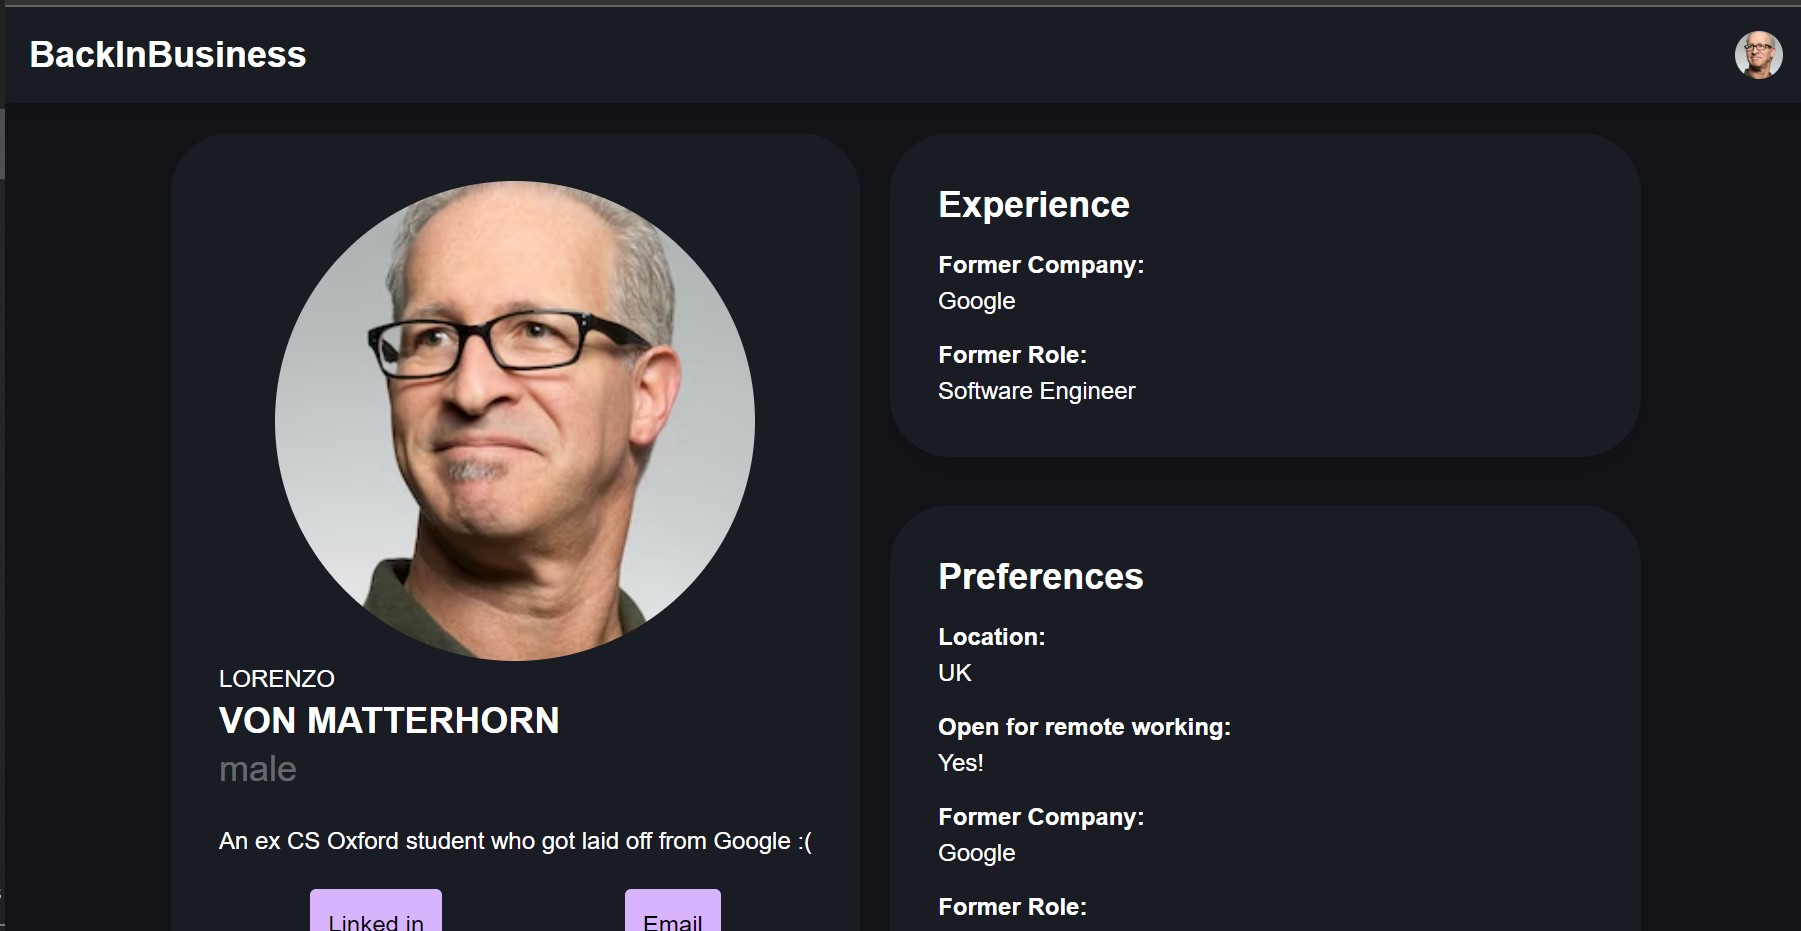 BackInBusiness
LORENZO
VON MATTERHORN
male
An ex CS Oxford student who got laid off from Google :(
Linked in
Email
Experience
Former Company:
Google
Former Role:
Software Engineer
Preferences
Location:
UK
Open for remote working:
Yes!
Former Company:
Google
Former Role: